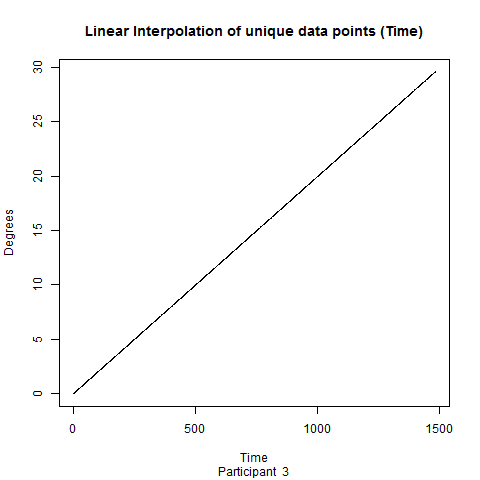 Linear Interpolation of unique data points (Time)
Degrees
30
25
20
15
10
5
0
0 500 1000 1500
Time
Participant 3